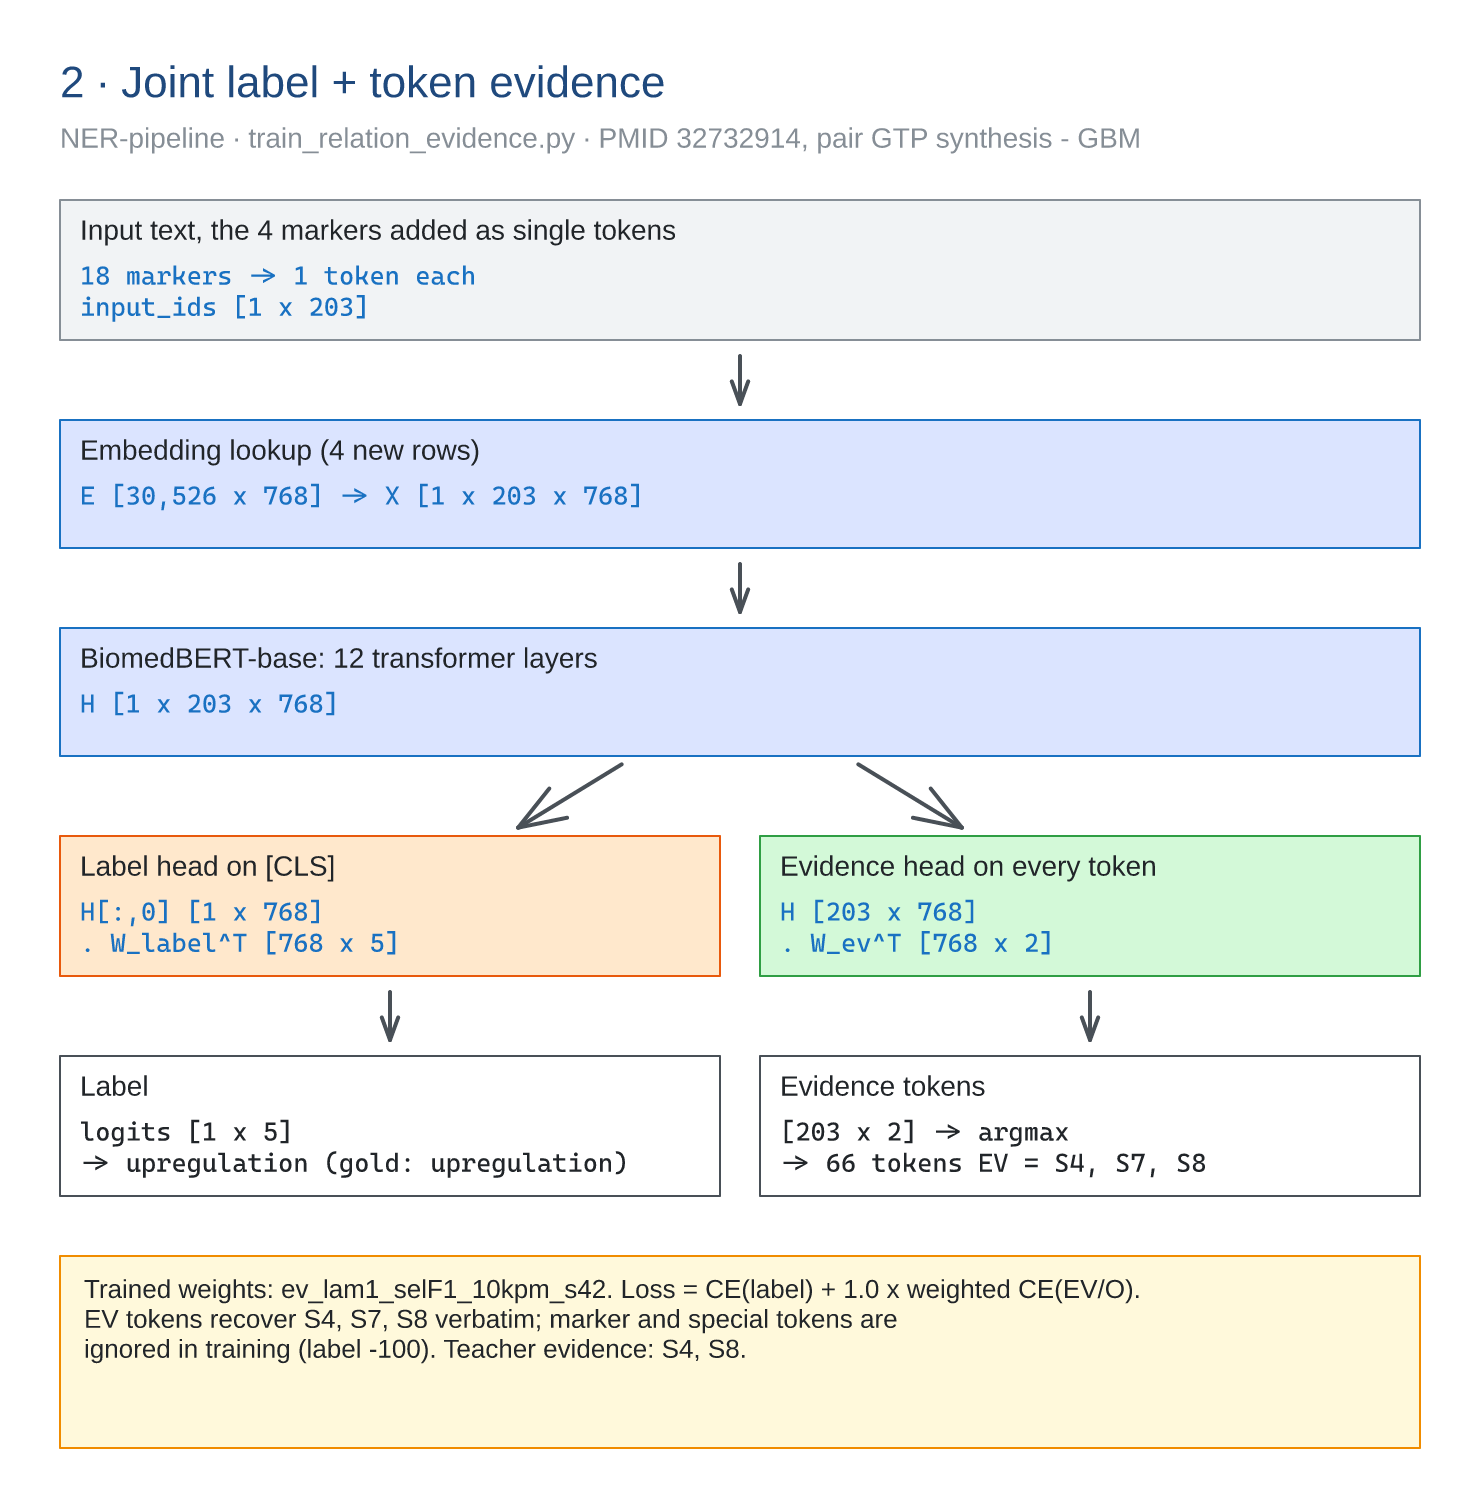 2 · Joint label + token evidence
NER-pipeline · train_relation_evidence.py · PMID 32732914, pair GTP synthesis - GBM
Input text, the 4 markers added as single tokens
18 markers → 1 token each
input_ids [1 x 203]
Embedding lookup (4 new rows)
E [30,526 x 768] → X [1 x 203 x 768]
BiomedBERT-base: 12 transformer layers
H [1 x 203 x 768]
Label head on [CLS]
H[:,0] [1 x 768]
. W_label^T [768 x 5]
Evidence head on every token
H [203 x 768]
. W_ev^T [768 x 2]
Label
logits [1 x 5]
→ upregulation (gold: upregulation)
Evidence tokens
[203 x 2] → argmax
→ 66 tokens EV = S4, S7, S8
Trained weights: ev_lam1_selF1_10kpm_s42. Loss = CE(label) + 1.0 x weighted CE(EV/O).
EV tokens recover S4, S7, S8 verbatim; marker and special tokens are
ignored in training (label -100). Teacher evidence: S4, S8.